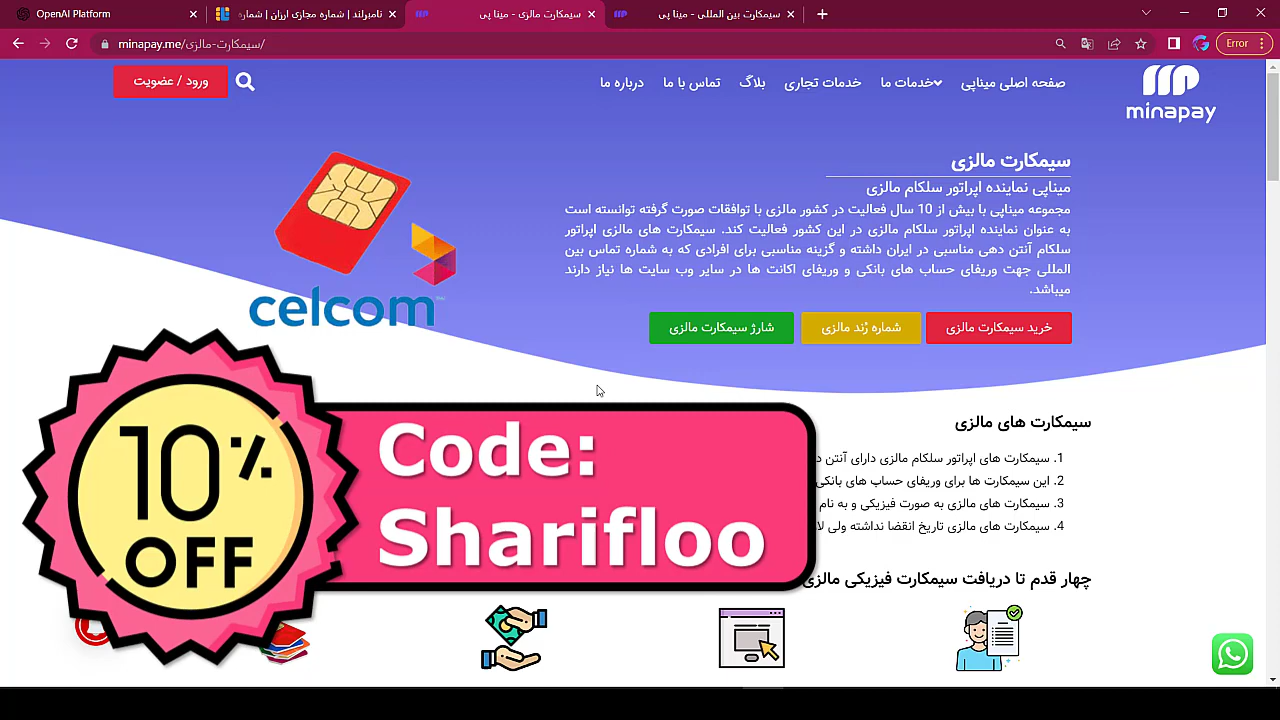 OpenAI Platform
نامبرلند | شماره مجازی ارزان | شماره
سیمکارت مالزی - مینا پی
سیمکارت بین المللی - مینا پی
minapay.me/سیمکارت-مالزی/
Error
صفحه اصلی میناپی
خدمات ما
خدمات تجاری
بلاگ
تماس با ما
درباره ما
ورود / عضویت
minapay
سیمکارت مالزی
میناپی نماینده اپراتور سلکام مالزی
مجموعه میناپی با بیش از 10 سال فعالیت در کشور مالزی با توافقات صورت گرفته توانسته است
به عنوان نماینده اپراتور سلکام مالزی در این کشور فعالیت کند. سیمکارت های مالزی اپراتور
سلکام آنتن دهی مناسبی در ایران داشته و گزینه مناسبی برای افرادی که به شماره تماس بین
المللی جهت وریفای حساب های بانکی و وریفای اکانت ها در سایر وب سایت ها نیاز دارند
میباشد.
خرید سیمکارت مالزی
شماره رُند مالزی
شارژ سیمکارت مالزی
celcom
سیمکارت های مالزی
1. سیمکارت های اپراتور سلکام مالزی دارای آنتن
2. این سیمکارت ها برای وریفای حساب های بانکی
3. سیمکارت های مالزی به صورت فیزیکی و به نام
4. سیمکارت های مالزی تاریخ انقضا نداشته ولی
چهار قدم تا دریافت سیمکارت فیزیکی مالزی
10%
OFF
Code:
Sharifloo